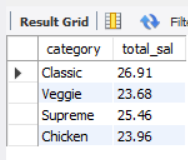 Result Grid Filt
category total_sal
Classic 26.91
Veggie 23.68
Supreme 25.46
Chicken 23.96